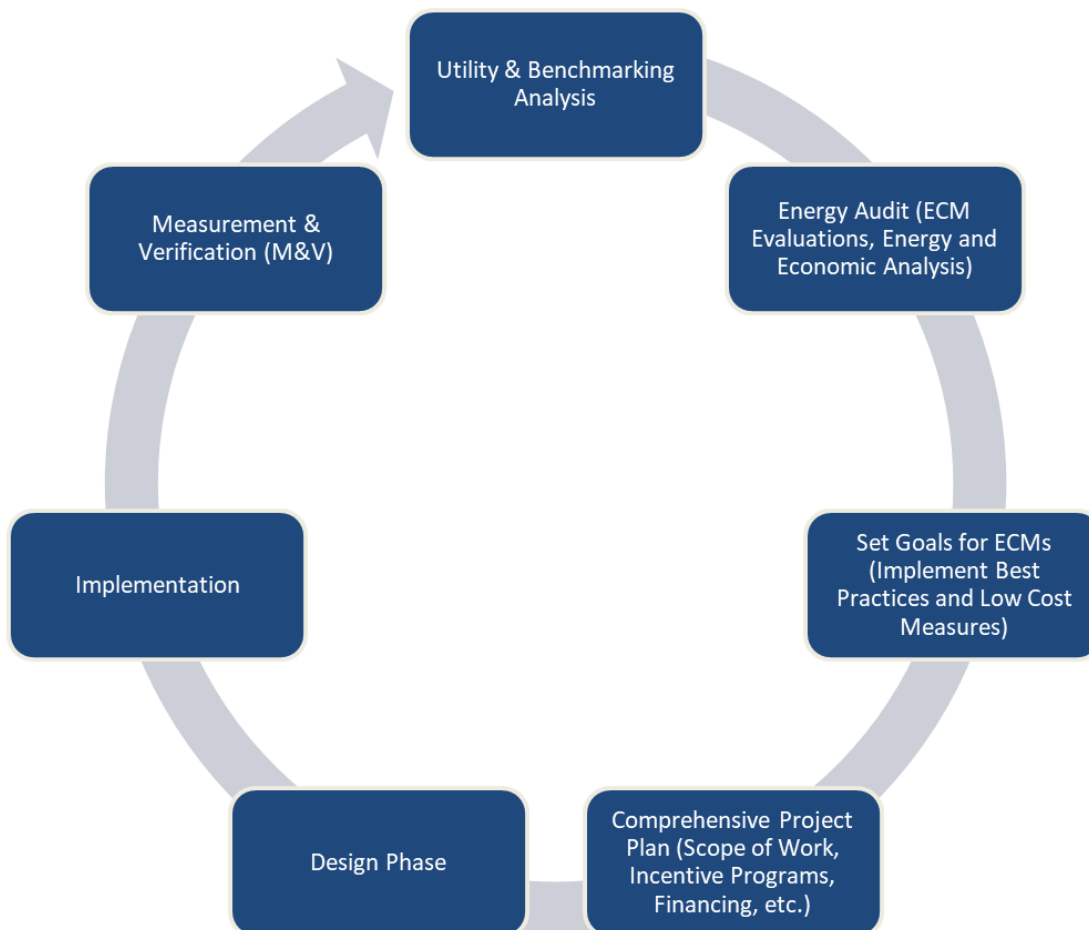 Utility & Benchmarking
Analysis
Energy Audit (ECM
Evaluations, Energy and
Economic Analysis)
Set Goals for ECMs
(Implement Best
Practices and Low Cost
Measures)
Comprehensive Project
Plan (Scope of Work,
Incentive Programs,
Financing, etc.)
Design Phase
Implementation
Measurement &
Verification (M&V)